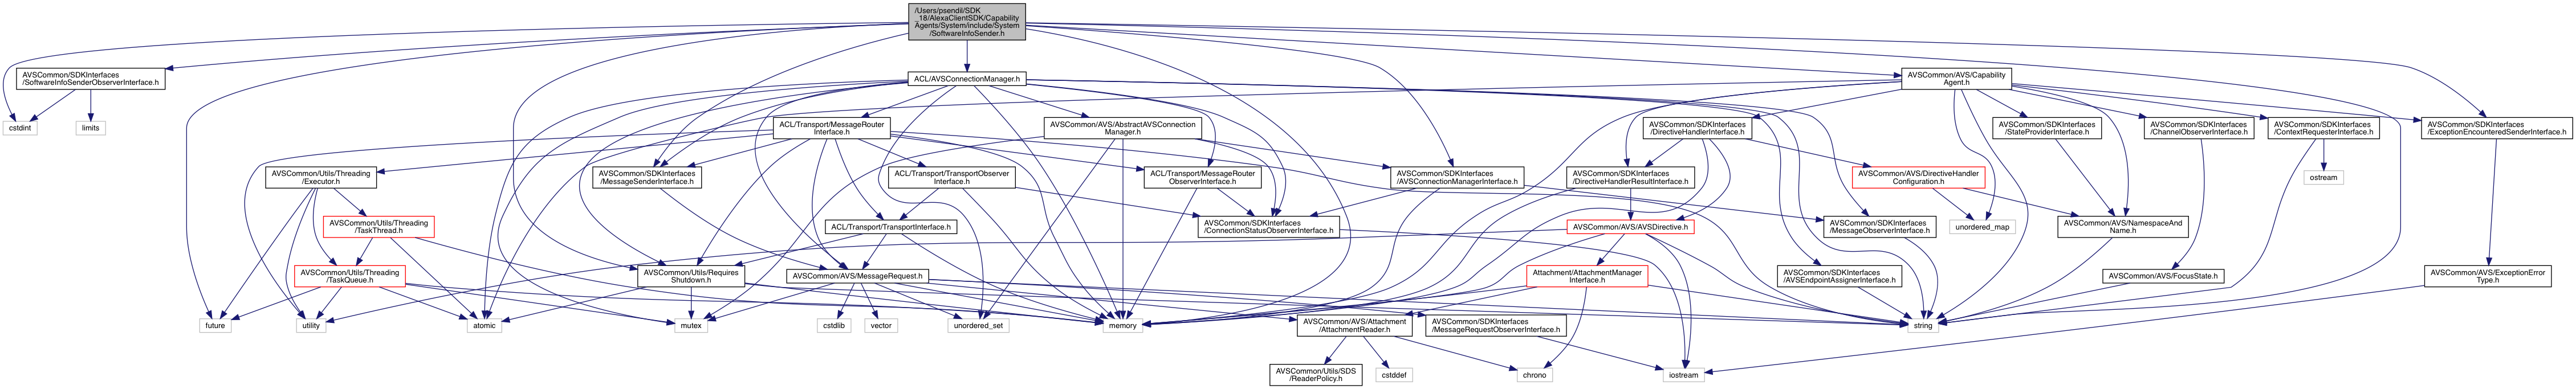 /Users/psendil/SDK
_18/AlexaClientSDK/Capability
Agents/System/include/System
/SoftwareInfoSender.h
AVSCommon/SDKInterfaces
/SoftwareInfoSenderObserverInterface.h
ACL/AVSConnectionManager.h
AVSCommon/AVS/Capability
Agent.h
cstdint
limits
ACL/Transport/MessageRouter
Interface.h
AVSCommon/AVS/AbstractAVSConnection
Manager.h
AVSCommon/SDKInterfaces
/DirectiveHandlerInterface.h
AVSCommon/SDKInterfaces
/StateProviderInterface.h
AVSCommon/SDKInterfaces
/ChannelObserverInterface.h
AVSCommon/SDKInterfaces
/ContextRequesterInterface.h
AVSCommon/SDKInterfaces
/ExceptionEncounteredSenderInterface.h
AVSCommon/Utils/Threading
/Executor.h
AVSCommon/SDKInterfaces
/MessageSenderInterface.h
ACL/Transport/TransportObserver
Interface.h
ACL/Transport/MessageRouter
ObserverInterface.h
AVSCommon/SDKInterfaces
/AVSConnectionManagerInterface.h
AVSCommon/SDKInterfaces
/DirectiveHandlerResultInterface.h
AVSCommon/AVS/DirectiveHandler
Configuration.h
ostream
AVSCommon/Utils/Threading
/TaskThread.h
ACL/Transport/TransportInterface.h
AVSCommon/SDKInterfaces
/ConnectionStatusObserverInterface.h
AVSCommon/AVS/AVSDirective.h
AVSCommon/SDKInterfaces
/MessageObserverInterface.h
unordered_map
AVSCommon/AVS/NamespaceAnd
Name.h
AVSCommon/Utils/Threading
/TaskQueue.h
AVSCommon/Utils/Requires
Shutdown.h
AVSCommon/AVS/MessageRequest.h
Attachment/AttachmentManager
Interface.h
AVSCommon/SDKInterfaces
/AVSEndpointAssignerInterface.h
AVSCommon/AVS/FocusState.h
AVSCommon/AVS/ExceptionError
Type.h
future
utility
atomic
mutex
cstdlib
vector
unordered_set
memory
AVSCommon/AVS/Attachment
/AttachmentReader.h
AVSCommon/SDKInterfaces
/MessageRequestObserverInterface.h
string
AVSCommon/Utils/SDS
/ReaderPolicy.h
cstddef
chrono
iostream